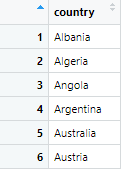 country
1 Albania
2 Algeria
3 Angola
4 Argentina
5 Australia
6 Austria